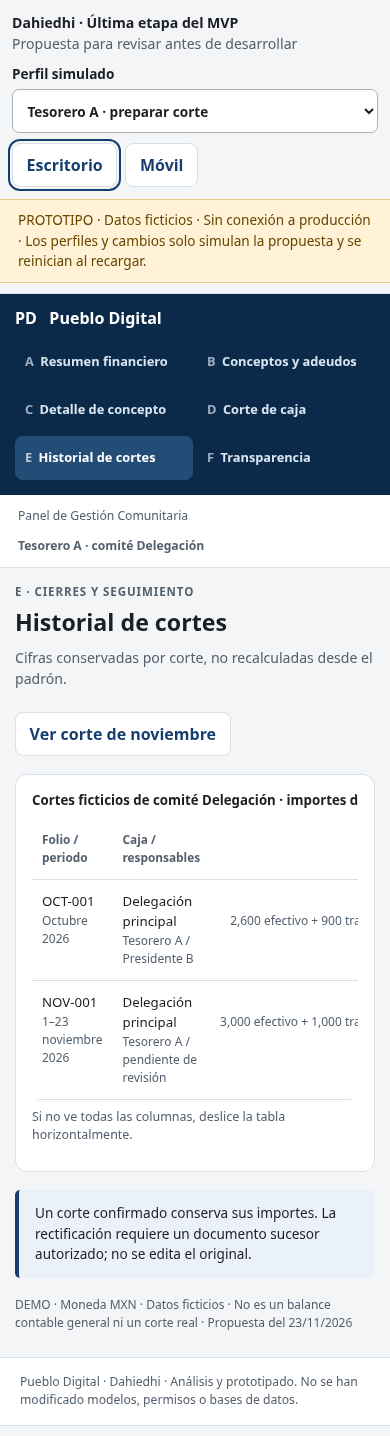 Dahiedhi · Última etapa del MVP
Propuesta para revisar antes de desarrollar
Perfil simulado
Tesorero A · preparar corte
Escritorio
Móvil
PROTOTIPO · Datos ficticios · Sin conexión a producción
· Los perfiles y cambios solo simulan la propuesta y se
reinician al recargar.
PD Pueblo Digital
A Resumen financiero
B Conceptos y adeudos
C Detalle de concepto
D Corte de caja
E Historial de cortes
F Transparencia
Panel de Gestión Comunitaria
Tesorero A · comité Delegación
E · CIERRES Y SEGUIMIENTO
Historial de cortes
Cifras conservadas por corte, no recalculadas desde el
padrón.
Ver corte de noviembre
Cortes ficticios de comité Delegación · importes d
Folio /
periodo
Caja /
responsables
OCT-001
Octubre
2026
Delegación
principal
Tesorero A /
Presidente B
2,600 efectivo + 900 tra
NOV-001
1–23
noviembre
2026
Delegación
principal
Tesorero A /
pendiente de
revisión
3,000 efectivo + 1,000 tra
Si no ve todas las columnas, deslice la tabla
horizontalmente.
Un corte confirmado conserva sus importes. La
rectificación requiere un documento sucesor
autorizado; no se edita el original.
DEMO · Moneda MXN · Datos ficticios · No es un balance
contable general ni un corte real · Propuesta del 23/11/2026
Pueblo Digital · Dahiedhi · Análisis y prototipado. No se han
modificado modelos, permisos o bases de datos.